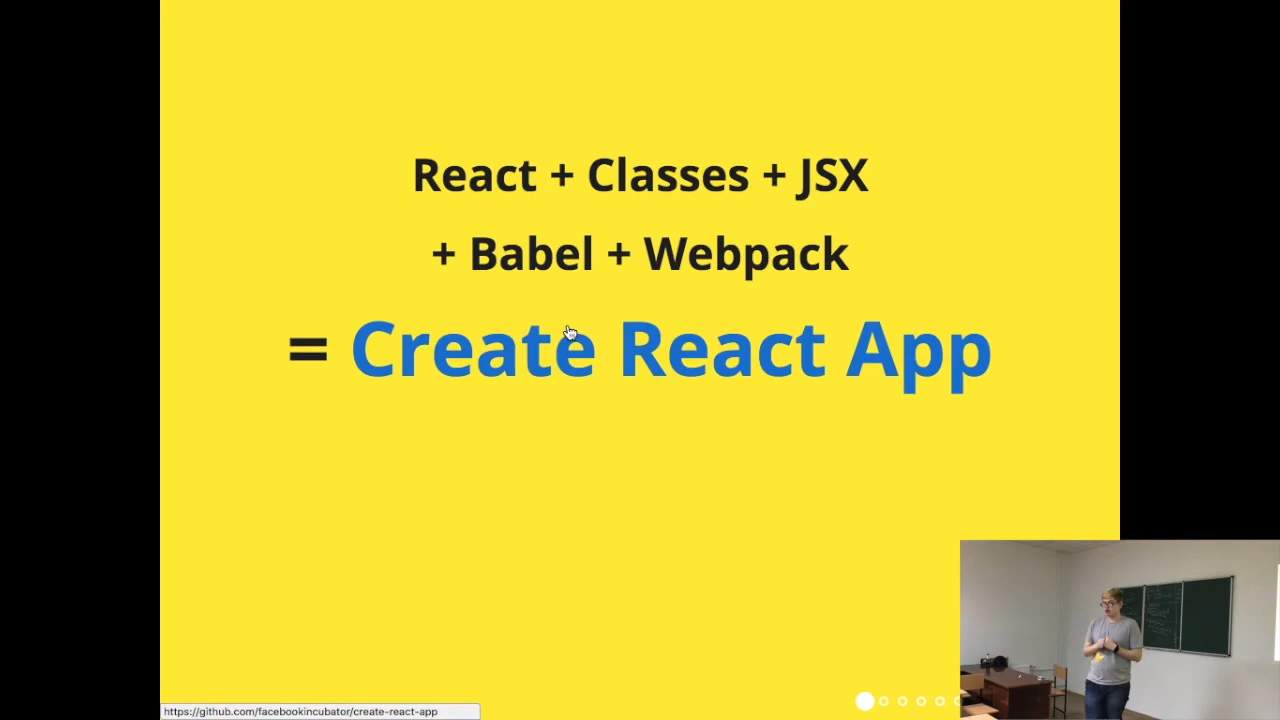 React + Classes + JSX
+ Babel + Webpack
= Create React App
https://github.com/facebookincubator/create-react-app